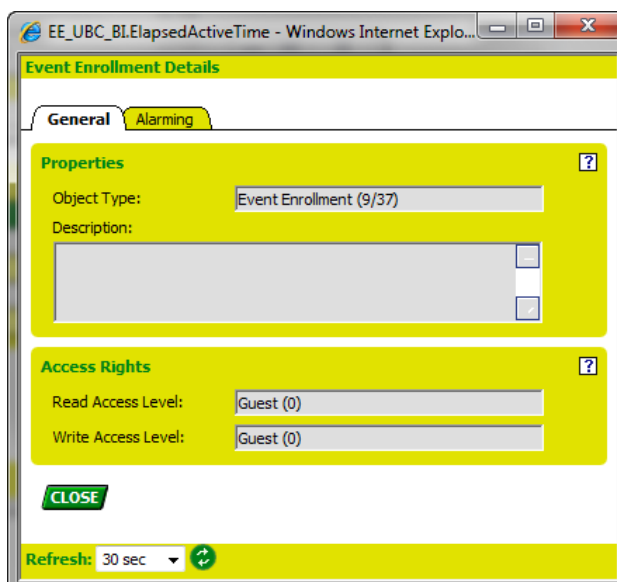 EE_UBC_BI.ElapsedActiveTime - Windows Internet Explo...
Event Enrollment Details
General Alarming
Properties ?
Object Type: Event Enrollment (9/37)
Description:
Access Rights ?
Read Access Level: Guest (0)
Write Access Level: Guest (0)
CLOSE
Refresh: 30 sec